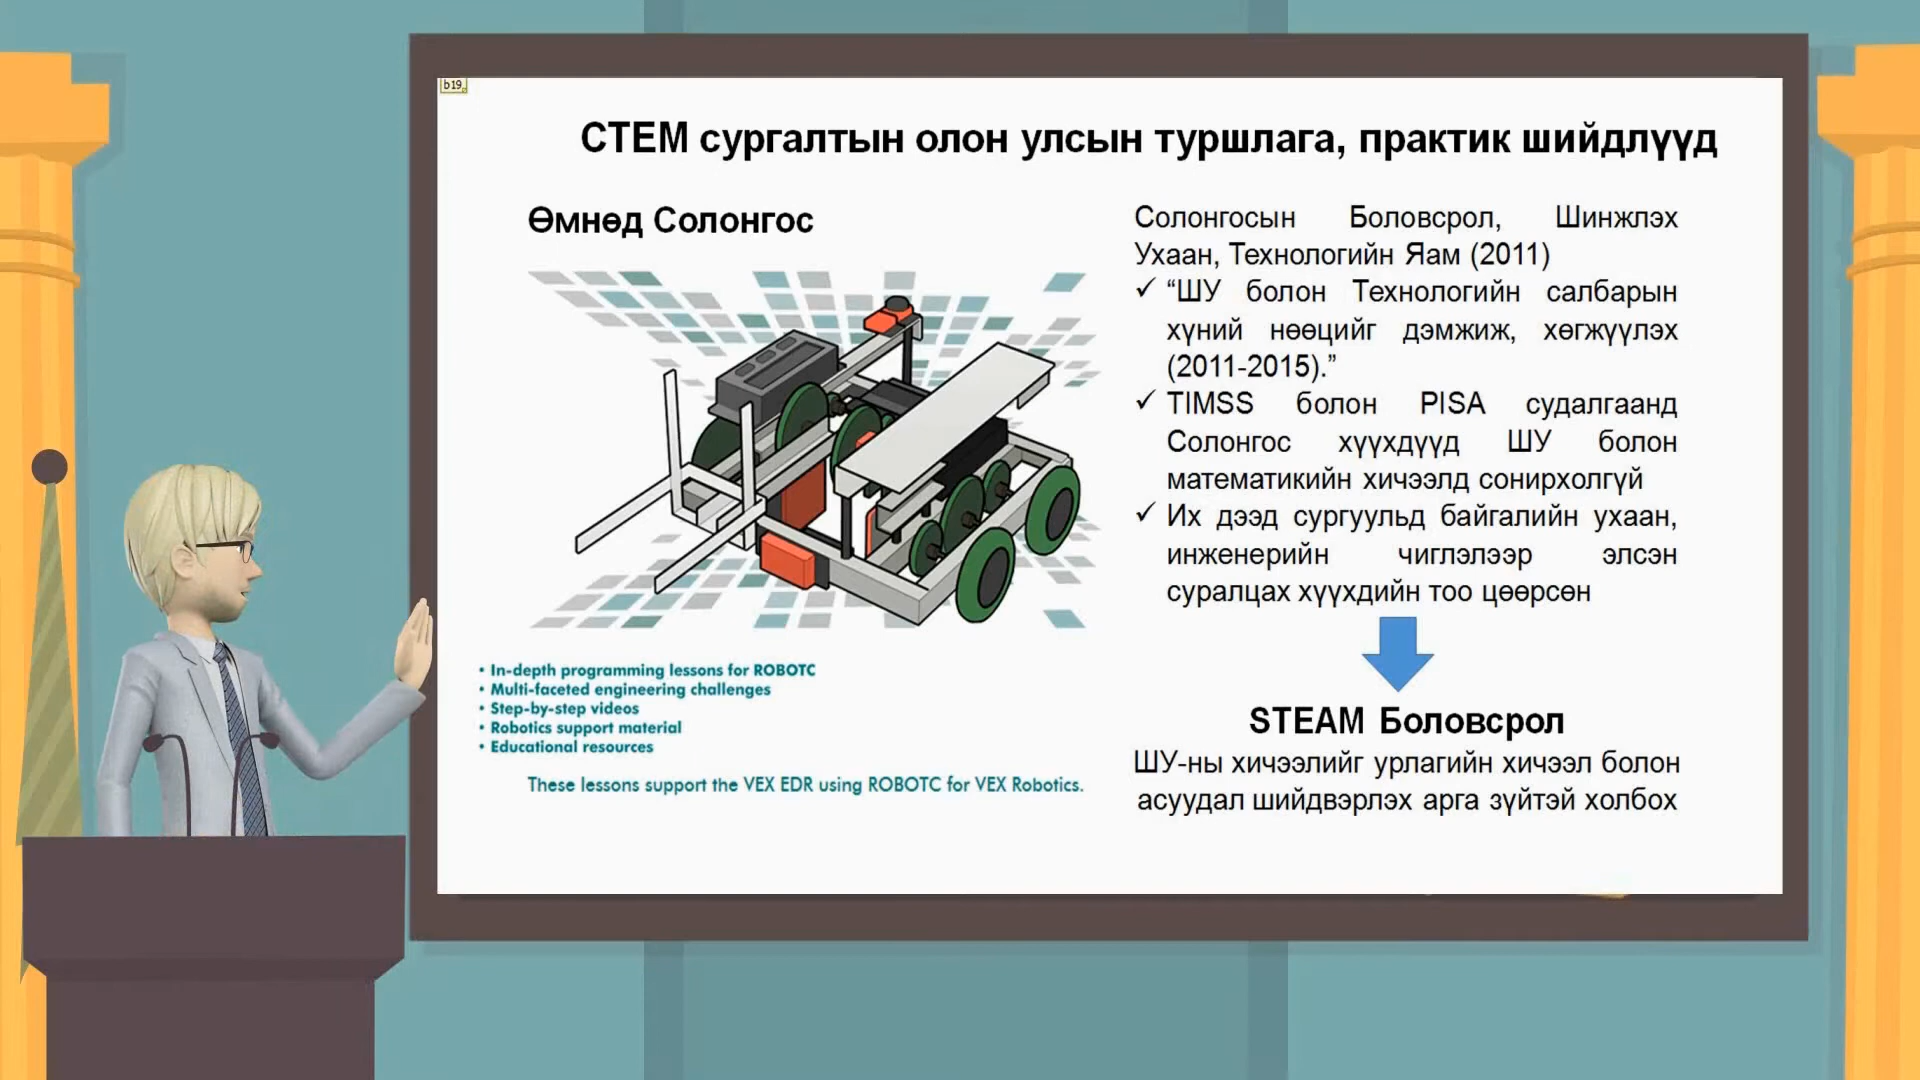 b19
СТЕМ сургалтын олон улсын туршлага, практик шийдлүүд
Өмнөд Солонгос
In-depth programming lessons for ROBOTC
Multi-faceted engineering challenges
Step-by-step videos
Robotics support material
Educational resources
These lessons support the VEX EDR using ROBOTC for VEX Robotics.
Солонгосын Боловсрол, Шинжлэх
Ухаан, Технологийн Яам (2011)
✓ “ШУ болон Технологийн салбарын
хүний нөөцийг дэмжиж, хөгжүүлэх
(2011-2015).”
✓ TIMSS болон PISA судалгаанд
Солонгос хүүхдүүд ШУ болон
математикийн хичээлд сонирхолгүй
✓ Их дээд сургуульд байгалийн ухаан,
инженерийн чиглэлээр элсэн
суралцах хүүхдийн тоо цөөрсөн
STEAM Боловсрол
ШУ-ны хичээлийг урлагийн хичээл болон
асуудал шийдвэрлэх арга зүйтэй холбох